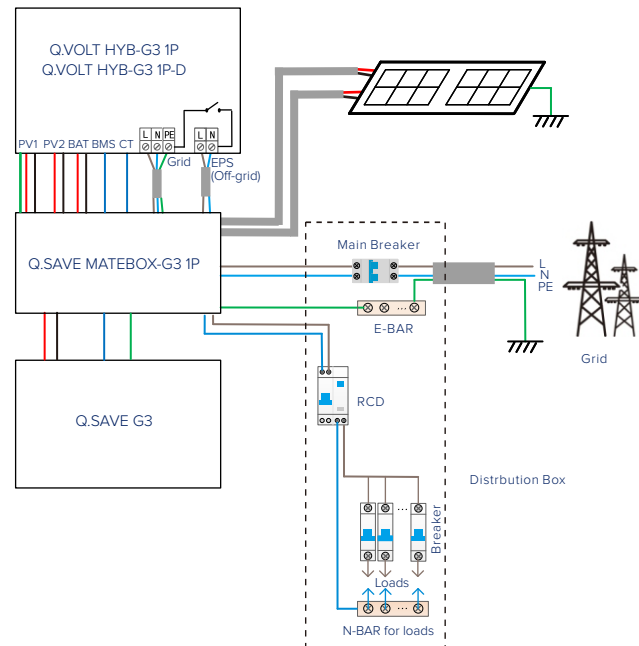 Q.VOLT HYB-G3 1P
Q.VOLT HYB-G3 1P-D
L N PE
L N
PV1 PV2 BAT BMS CT
Grid
EPS
(Off-grid)
Q.SAVE MATEBOX-G3 1P
Main Breaker
L
N
PE
...
E-BAR
Grid
Q.SAVE G3
RCD
Distrbution Box
...
Breaker
Loads
...
N-BAR for loads